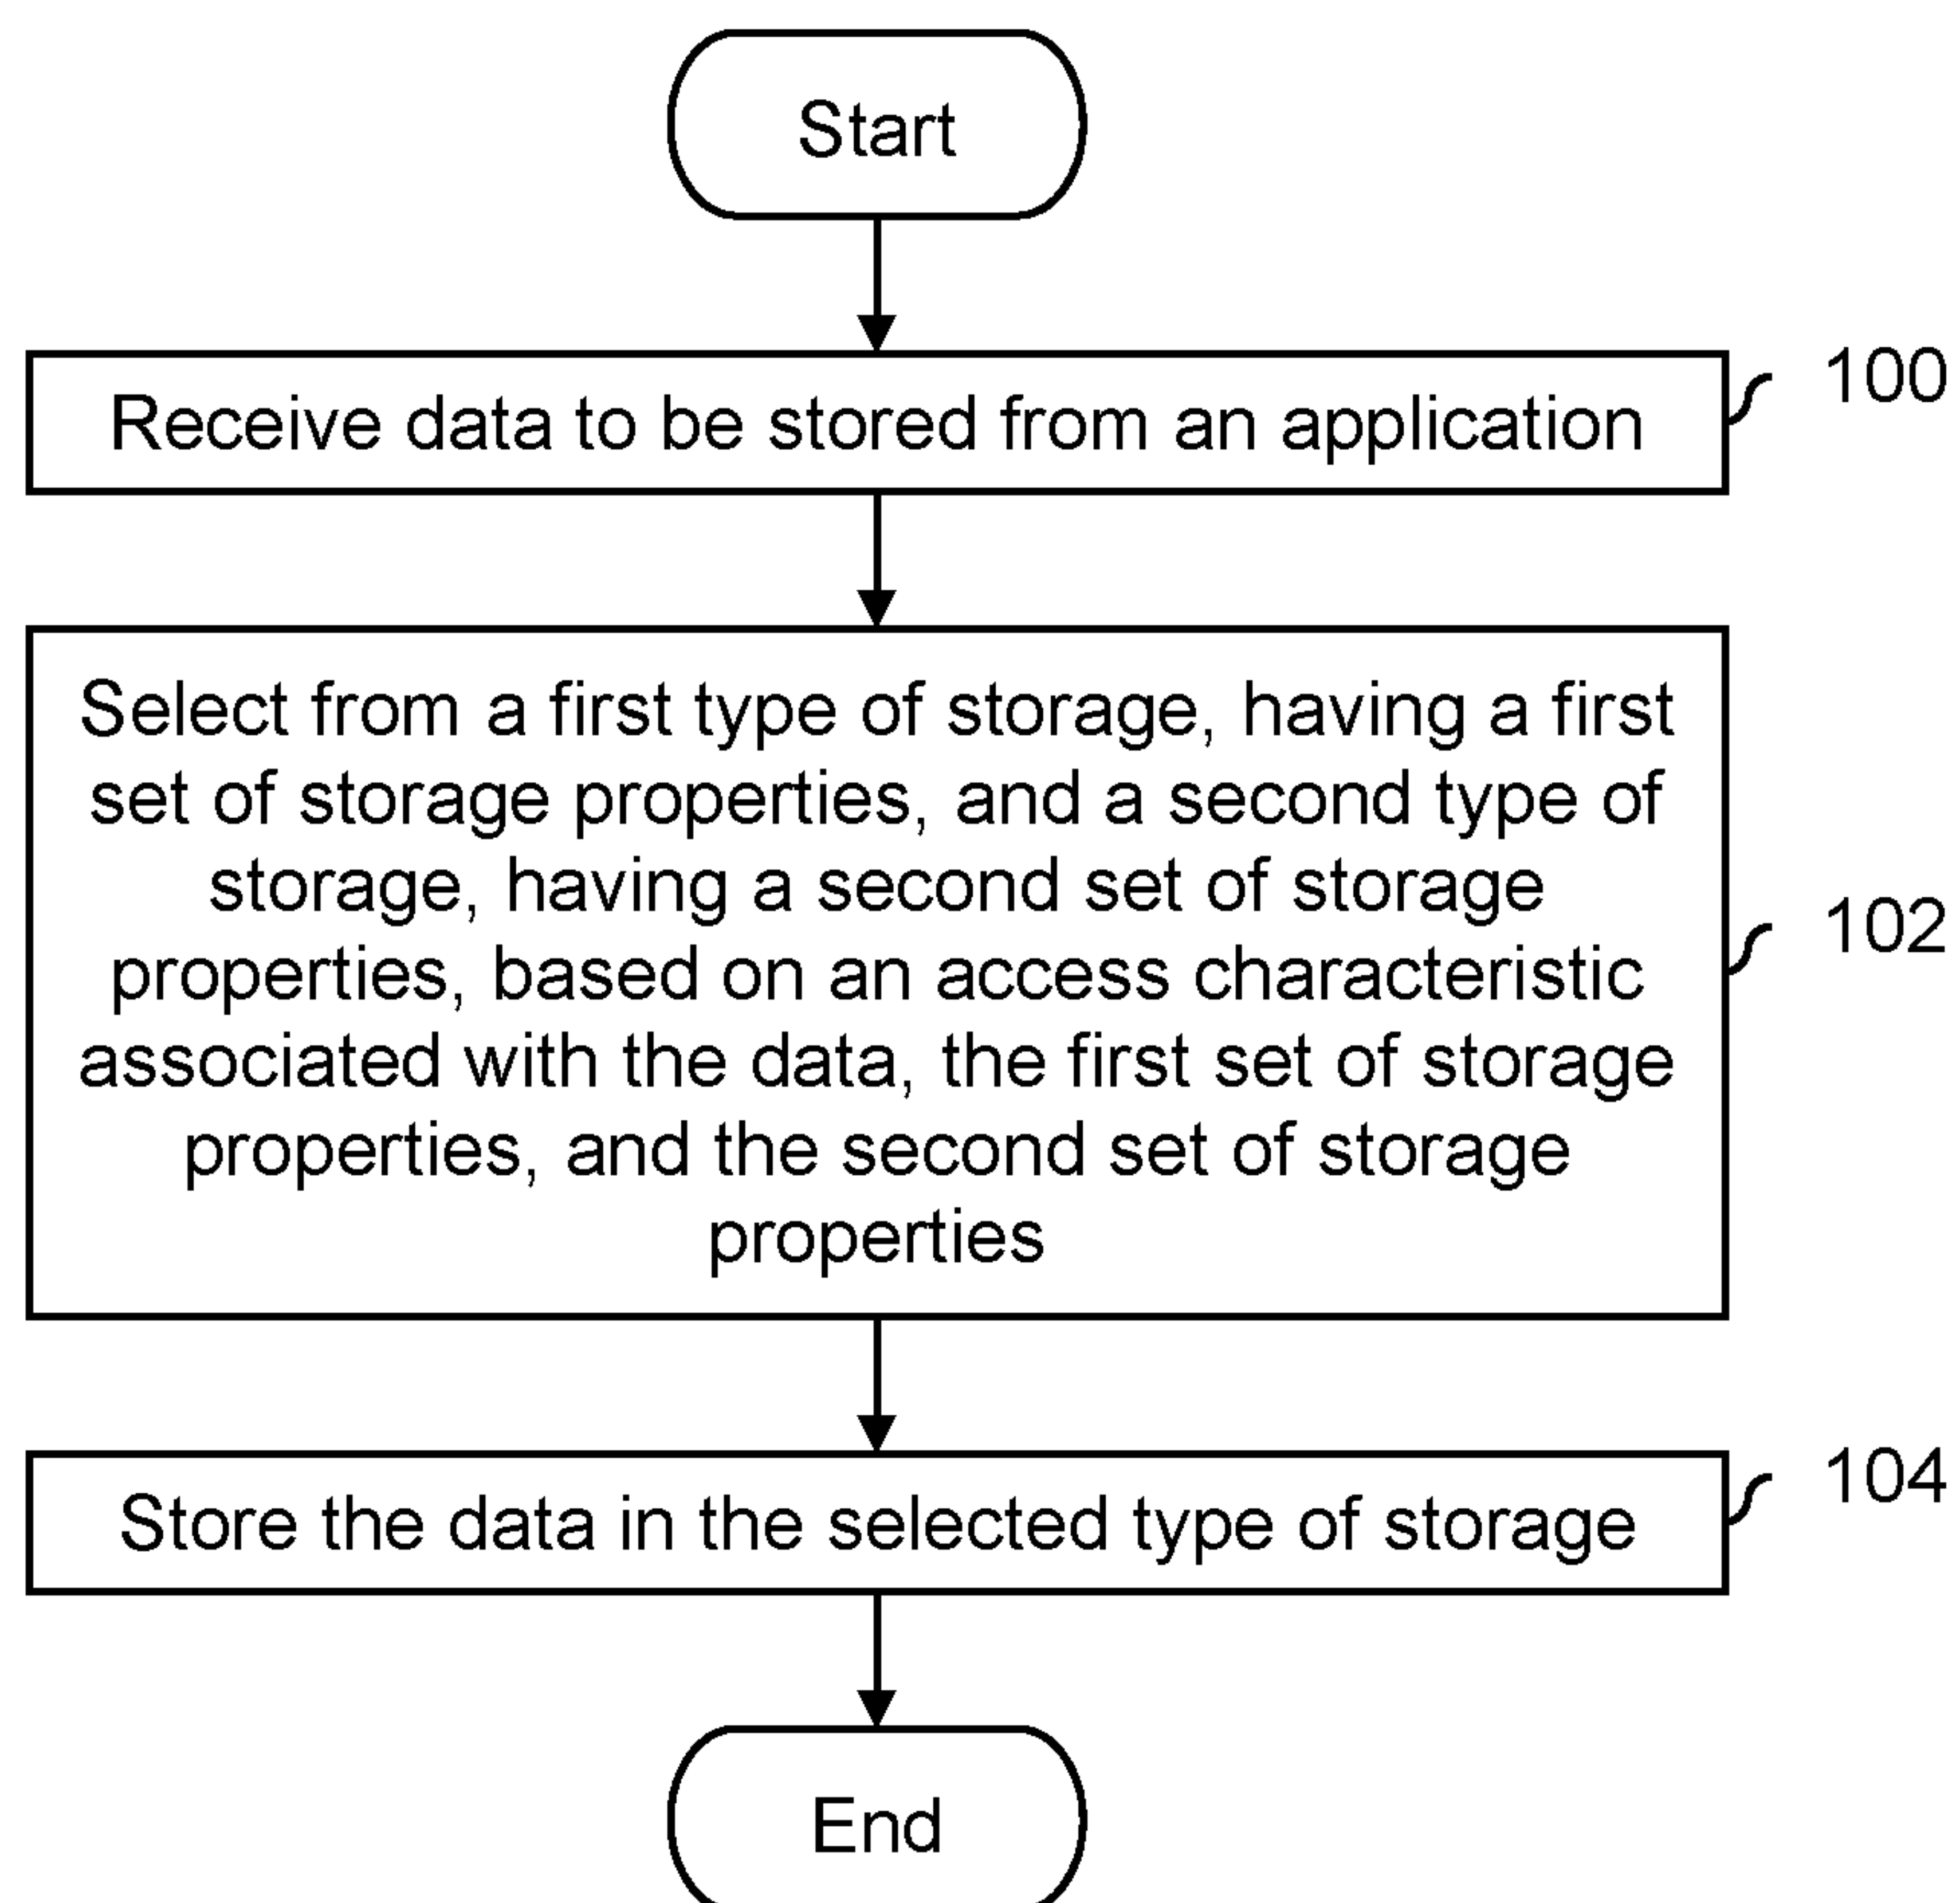 Start
Receive data to be stored from an application
100
Select from a first type of storage, having a first
set of storage properties, and a second type of
storage, having a second set of storage
properties, based on an access characteristic
associated with the data, the first set of storage
properties, and the second set of storage
properties
102
Store the data in the selected type of storage
104
End